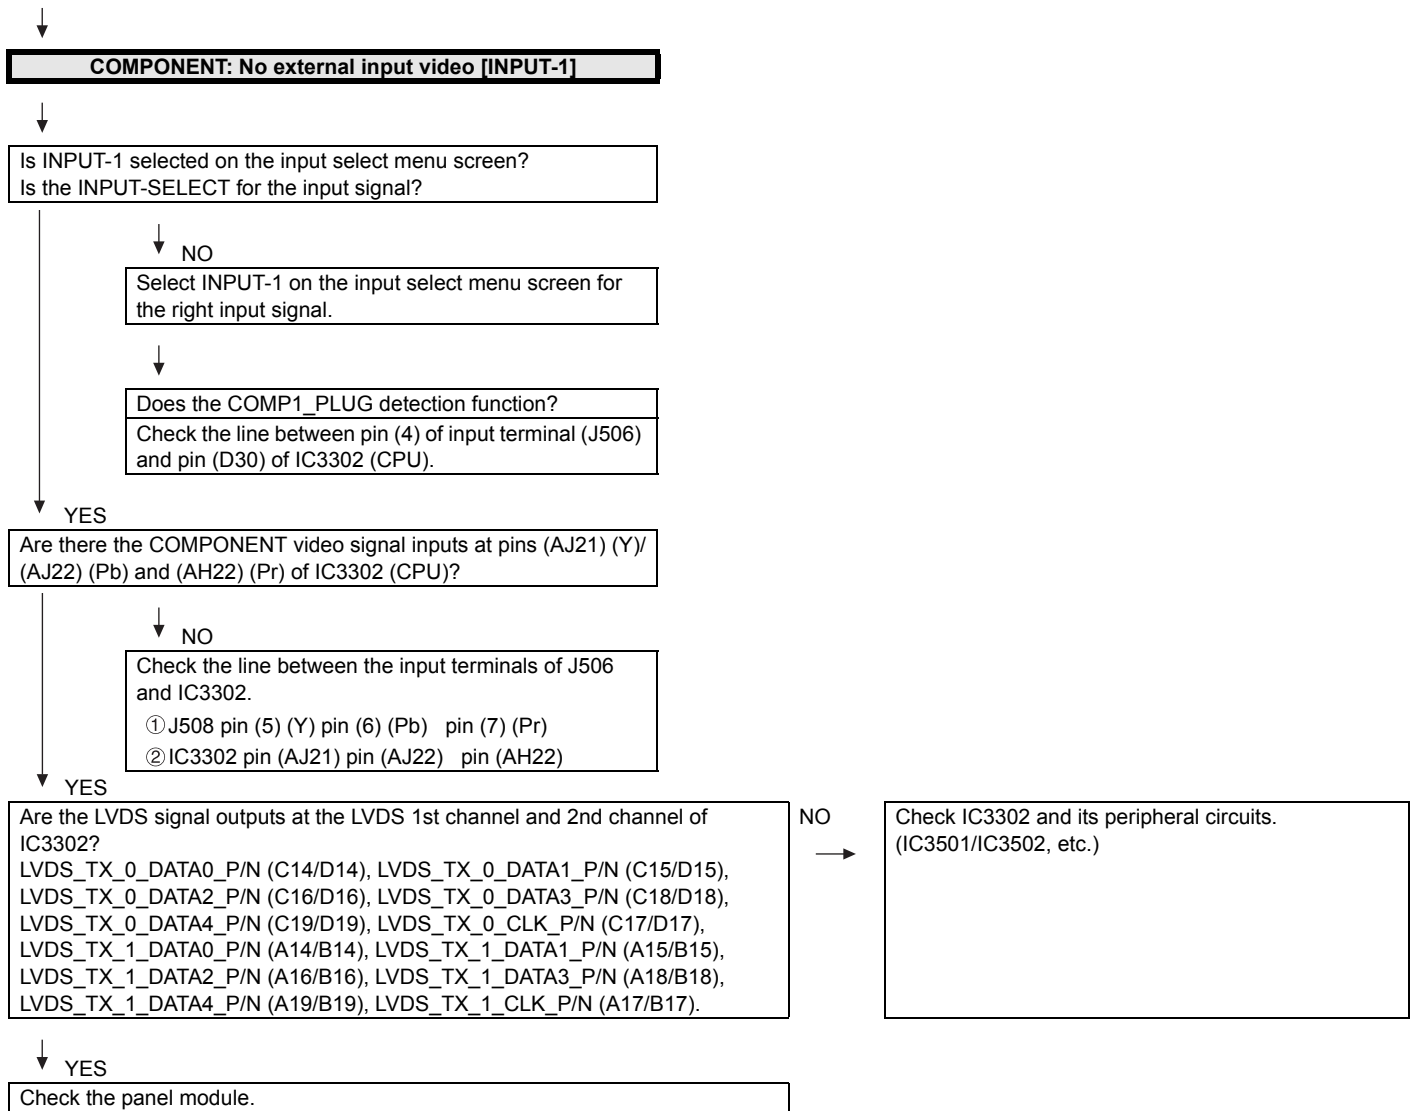 COMPONENT: No external input video [INPUT-1]
Is INPUT-1 selected on the input select menu screen?
Is the INPUT-SELECT for the input signal?
NO
Select INPUT-1 on the input select menu screen for
the right input signal.
Does the COMP1_PLUG detection function?
Check the line between pin (4) of input terminal (J506)
and pin (D30) of IC3302 (CPU).
YES
Are there the COMPONENT video signal inputs at pins (AJ21) (Y)/
(AJ22) (Pb) and (AH22) (Pr) of IC3302 (CPU)?
NO
Check the line between the input terminals of J506
and IC3302.
①J508 pin (5) (Y) pin (6) (Pb) pin (7) (Pr)
②IC3302 pin (AJ21) pin (AJ22) pin (AH22)
YES
Are the LVDS signal outputs at the LVDS 1st channel and 2nd channel of
IC3302?
LVDS_TX_0_DATA0_P/N (C14/D14), LVDS_TX_0_DATA1_P/N (C15/D15),
LVDS_TX_0_DATA2_P/N (C16/D16), LVDS_TX_0_DATA3_P/N (C18/D18),
LVDS_TX_0_DATA4_P/N (C19/D19), LVDS_TX_0_CLK_P/N (C17/D17),
LVDS_TX_1_DATA0_P/N (A14/B14), LVDS_TX_1_DATA1_P/N (A15/B15),
LVDS_TX_1_DATA2_P/N (A16/B16), LVDS_TX_1_DATA3_P/N (A18/B18),
LVDS_TX_1_DATA4_P/N (A19/B19), LVDS_TX_1_CLK_P/N (A17/B17).
NO
Check IC3302 and its peripheral circuits.
(IC3501/IC3502, etc.)
YES
Check the panel module.